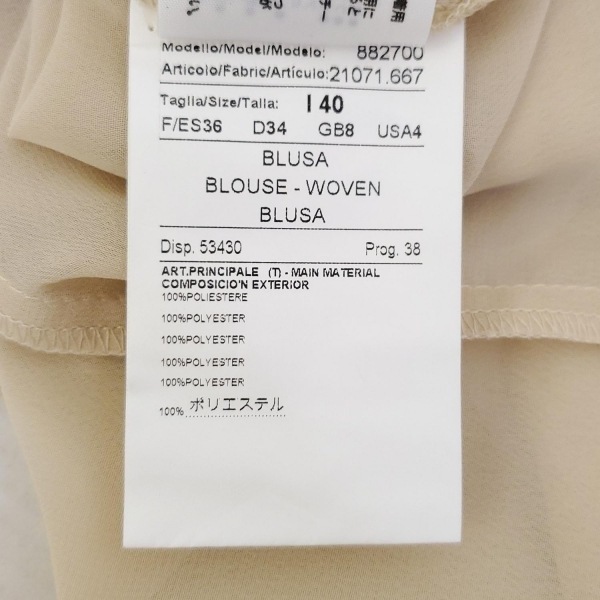 Modello/Model/Modelo: 882700
Articolo/Fabric/Artículo: 21071.667
Taglia/Size/Talla: I 40
F/ES36 D34 GB8 USA4
BLUSA
BLOUSE - WOVEN
BLUSA
Disp. 53430 Prog. 38
ART.PRINCIPALE (T) - MAIN MATERIAL
COMPOSICIO'N EXTERIOR
100%POLIESTERE
100%POLYESTER
100%POLYESTER
100%POLYESTER
100%POLYESTER
100% ポリエステル